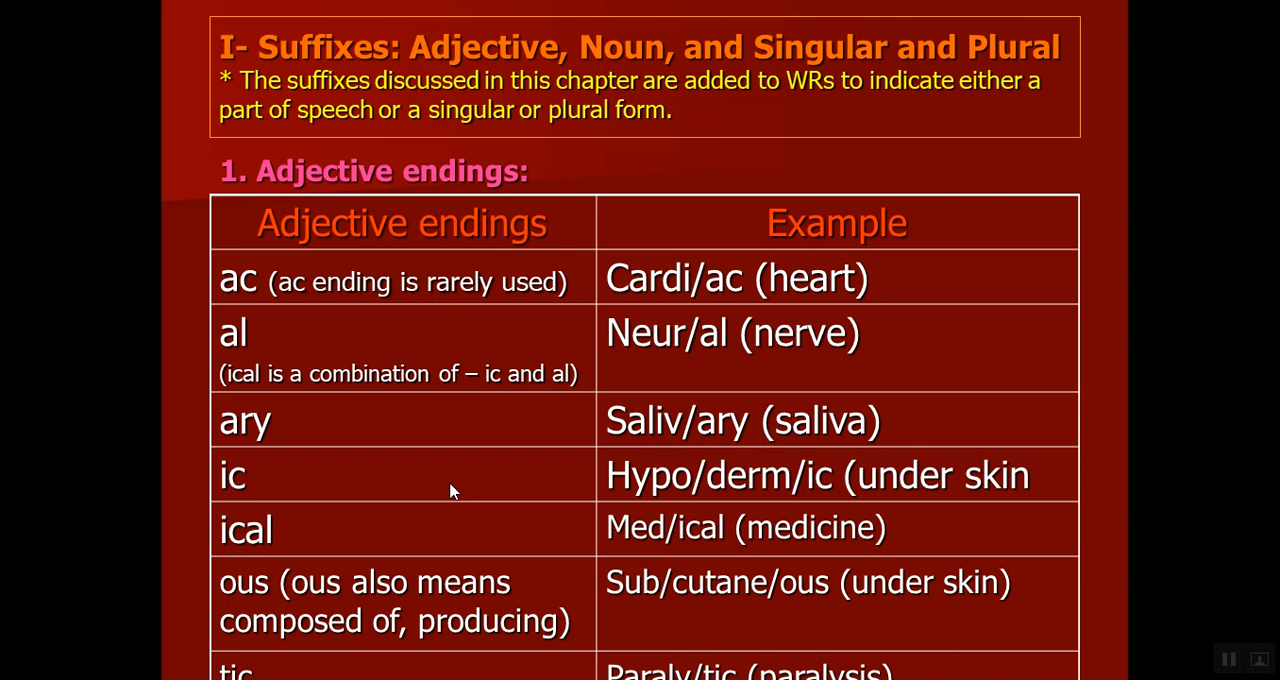 I- Suffixes: Adjective, Noun, and Singular and Plural
* The suffixes discussed in this chapter are added to WRs to indicate either a
part of speech or a singular or plural form.
1. Adjective endings:
Adjective endings Example
ac (ac ending is rarely used) Cardi/ac (heart)
al Neur/al (nerve)
(ical is a combination of – ic and al)
ary Saliv/ary (saliva)
ic Hypo/derm/ic (under skin
ical Med/ical (medicine)
ous (ous also means Sub/cutane/ous (under skin)
composed of, producing)
tic Paraly/tic (paralysis)